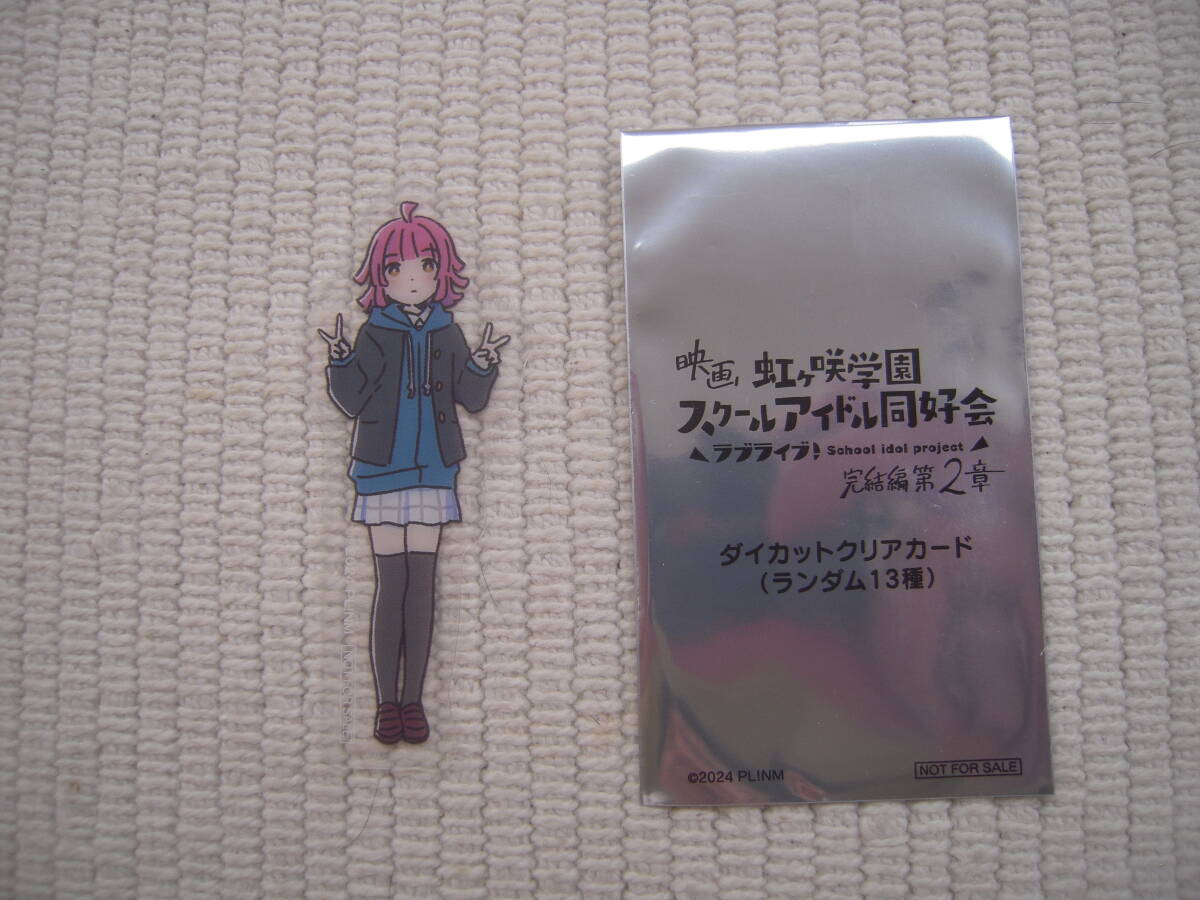 映画 虹ヶ咲学園
スクールアイドル同好会
ラブライブ! School idol project
完結編 第2章
ダイカットクリアカード
(ランダム13種)
©2024 PL!NM
NOT FOR SALE